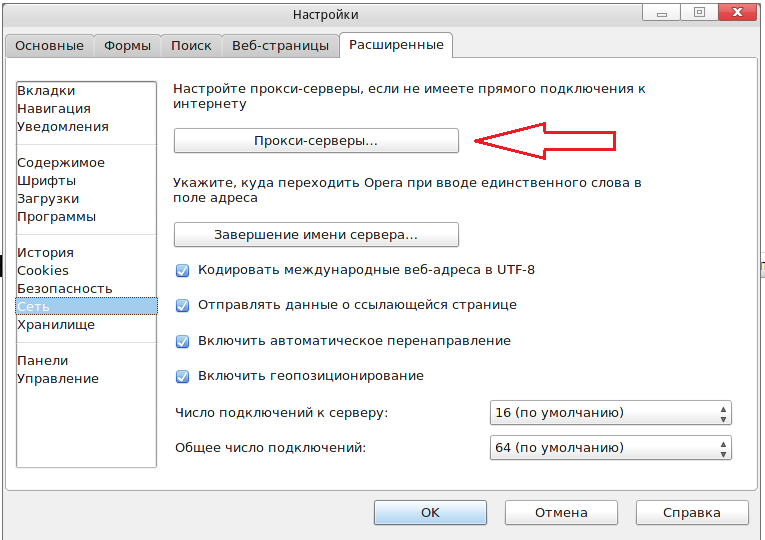 Настройки
Основные
Формы
Поиск
Веб-страницы
Расширенные
Вкладки
Навигация
Уведомления
Содержимое
Шрифты
Загрузки
Программы
История
Cookies
Безопасность
Сеть
Хранилище
Панели
Управление
Настройте прокси-серверы, если не имеете прямого подключения к
интернету
Прокси-серверы...
Укажите, куда переходить Opera при вводе единственного слова в
поле адреса
Завершение имени сервера...
Кодировать международные веб-адреса в UTF-8
Отправлять данные о ссылающейся странице
Включить автоматическое перенаправление
Включить геопозиционирование
Число подключений к серверу:
16 (по умолчанию)
Общее число подключений:
64 (по умолчанию)
OK
Отмена
Справка